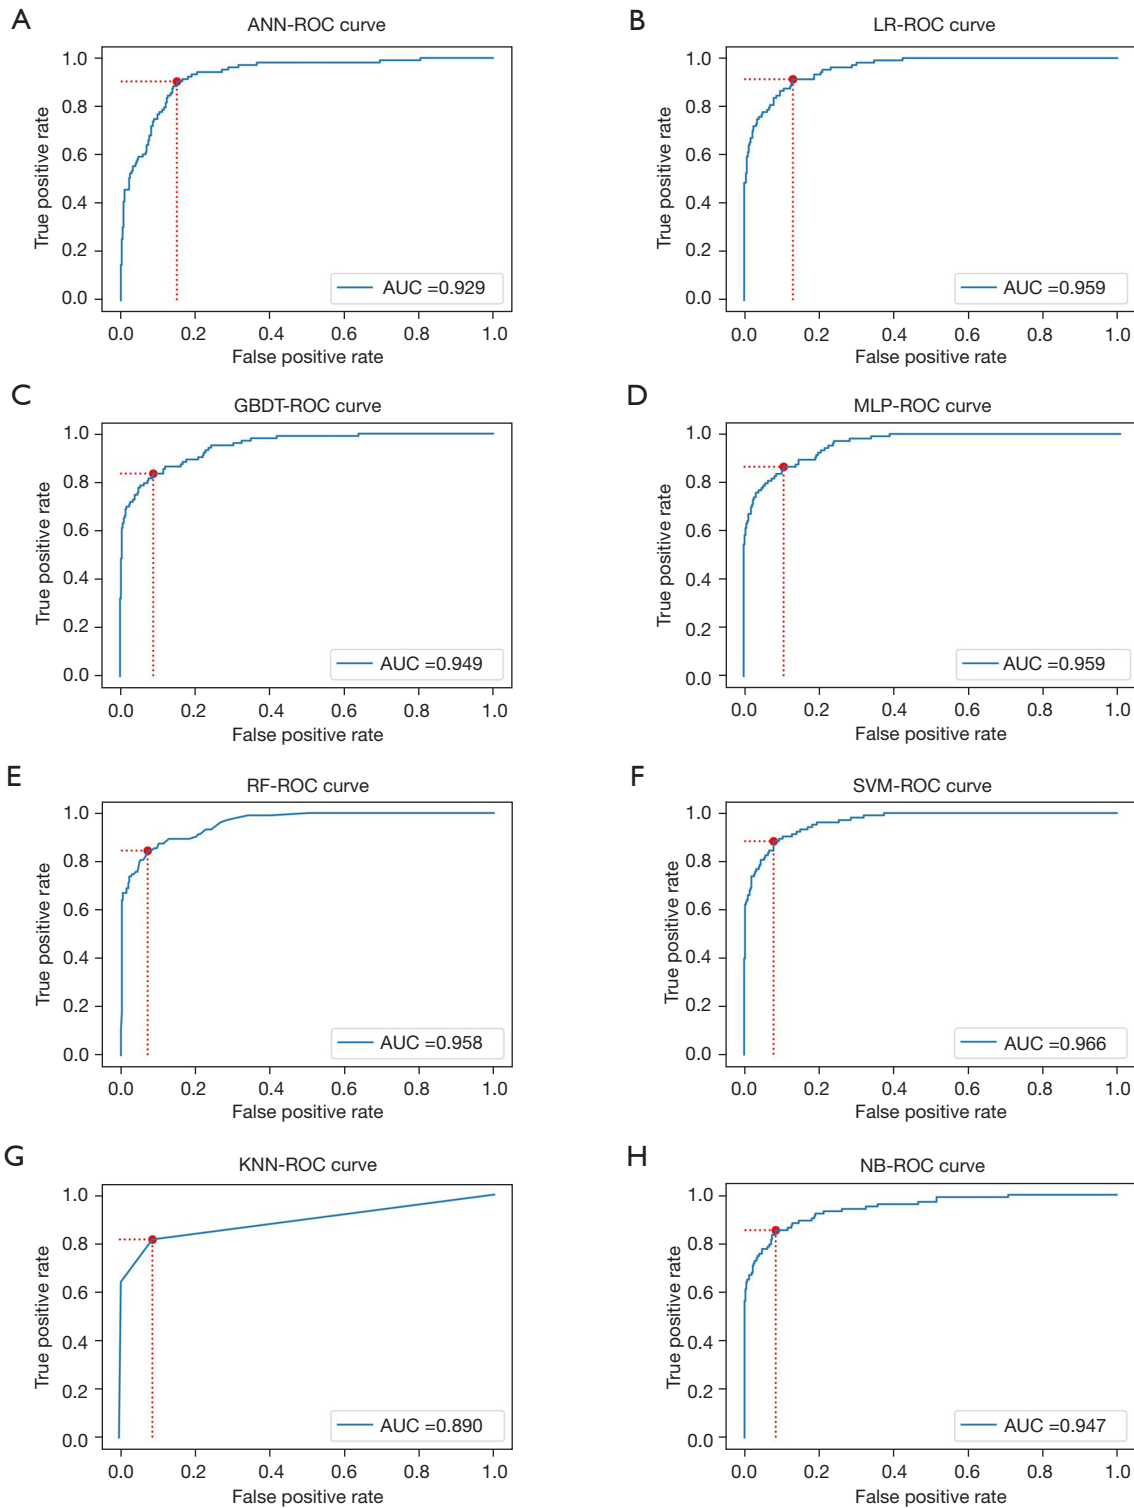 A
ANN-ROC curve
1.0
0.8
0.6
0.4
0.2
0.0
True positive rate
AUC =0.929
0.0 0.2 0.4 0.6 0.8 1.0
False positive rate
B
LR-ROC curve
1.0
0.8
0.6
0.4
0.2
0.0
True positive rate
AUC =0.959
0.0 0.2 0.4 0.6 0.8 1.0
False positive rate
C
GBDT-ROC curve
1.0
0.8
0.6
0.4
0.2
0.0
True positive rate
AUC =0.949
0.0 0.2 0.4 0.6 0.8 1.0
False positive rate
D
MLP-ROC curve
1.0
0.8
0.6
0.4
0.2
0.0
True positive rate
AUC =0.959
0.0 0.2 0.4 0.6 0.8 1.0
False positive rate
E
RF-ROC curve
1.0
0.8
0.6
0.4
0.2
0.0
True positive rate
AUC =0.958
0.0 0.2 0.4 0.6 0.8 1.0
False positive rate
F
SVM-ROC curve
1.0
0.8
0.6
0.4
0.2
0.0
True positive rate
AUC =0.966
0.0 0.2 0.4 0.6 0.8 1.0
False positive rate
G
KNN-ROC curve
1.0
0.8
0.6
0.4
0.2
0.0
True positive rate
AUC =0.890
0.0 0.2 0.4 0.6 0.8 1.0
False positive rate
H
NB-ROC curve
1.0
0.8
0.6
0.4
0.2
0.0
True positive rate
AUC =0.947
0.0 0.2 0.4 0.6 0.8 1.0
False positive rate